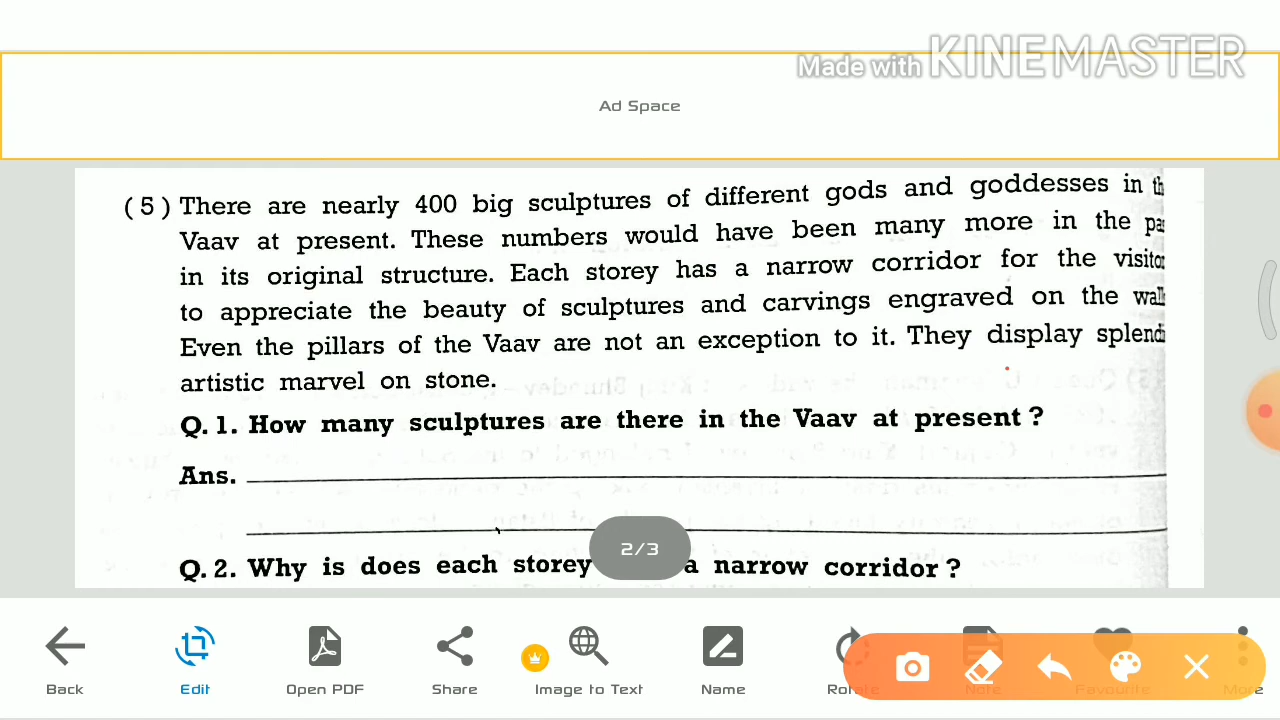 Made with KINEMASTER
Ad Space
(5) There are nearly 400 big sculptures of different gods and goddesses in
Vaav at present. These numbers would have been many more in the
in its original structure. Each storey has a narrow corridor for the
to appreciate the beauty of sculptures and carvings engraved on the
Even the pillars of the Vaav are not an exception to it. They display
artistic marvel on stone.
Q. 1. How many sculptures are there in the Vaav at present ?
Ans.
2/3
Q. 2. Why is does each storey a narrow corridor ?
Back
Edit
Open PDF
Share
Image to Text
Name